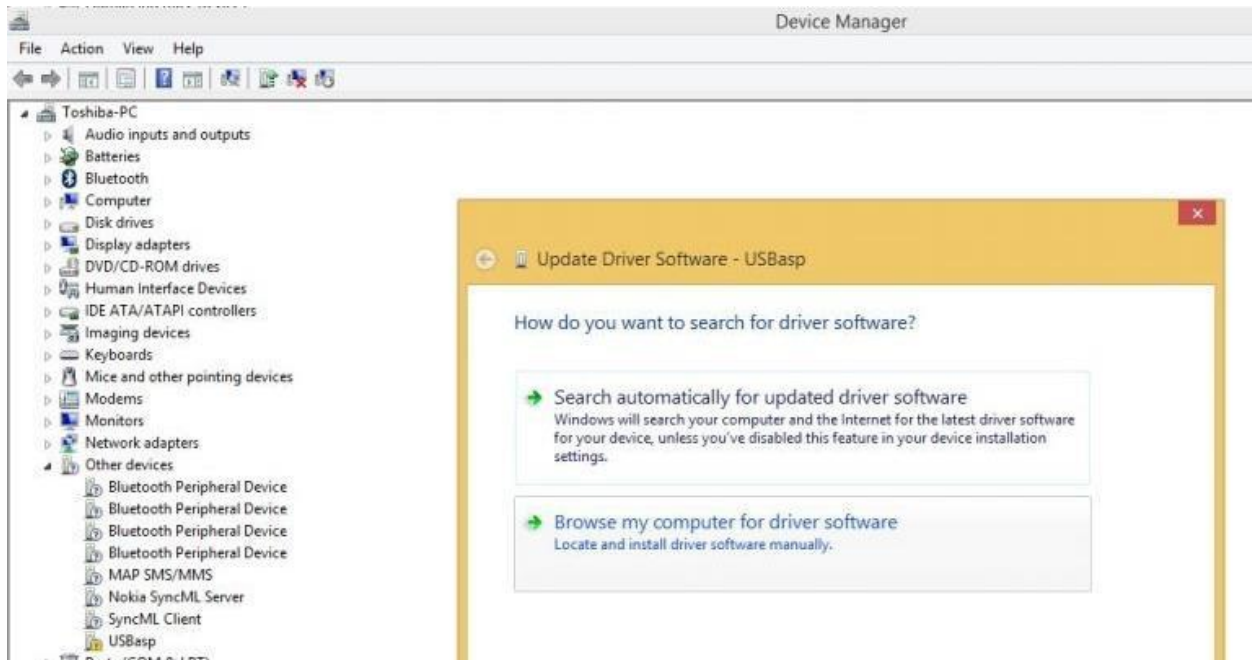 Device Manager
File Action View Help
Toshiba-PC
Audio inputs and outputs
Batteries
Bluetooth
Computer
Disk drives
Display adapters
DVD/CD-ROM drives
Human Interface Devices
IDE ATA/ATAPI controllers
Imaging devices
Keyboards
Mice and other pointing devices
Modems
Monitors
Network adapters
Other devices
Bluetooth Peripheral Device
Bluetooth Peripheral Device
Bluetooth Peripheral Device
Bluetooth Peripheral Device
MAP SMS/MMS
Nokia SyncML Server
SyncML Client
USBasp
Update Driver Software - USBasp
How do you want to search for driver software?
Search automatically for updated driver software
Windows will search your computer and the Internet for the latest driver software
for your device, unless you've disabled this feature in your device installation
settings.
Browse my computer for driver software
Locate and install driver software manually.